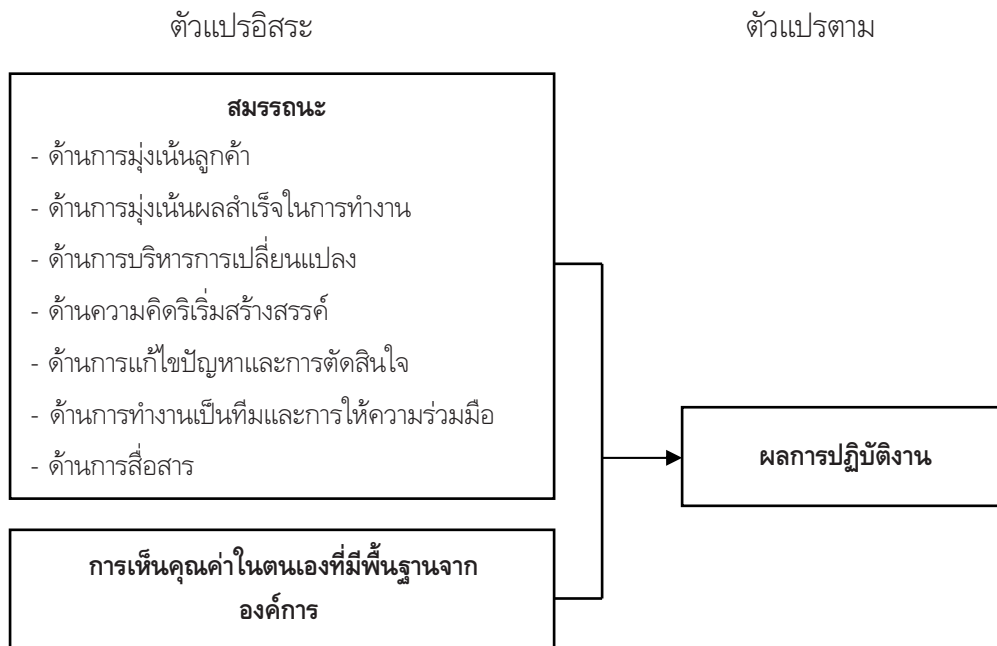 ตัวแปรอิสระ
ตัวแปรตาม
สมรรถนะ
- ด้านการมุ่งเน้นลูกค้า
- ด้านการมุ่งเน้นผลสำเร็จในการทำงาน
- ด้านการบริหารการเปลี่ยนแปลง
- ด้านความคิดริเริ่มสร้างสรรค์
- ด้านการแก้ไขปัญหาและการตัดสินใจ
- ด้านการทำงานเป็นทีมและการให้ความร่วมมือ
- ด้านการสื่อสาร
ผลการปฏิบัติงาน
การเห็นคุณค่าในตนเองที่มีพื้นฐานจาก
องค์การ